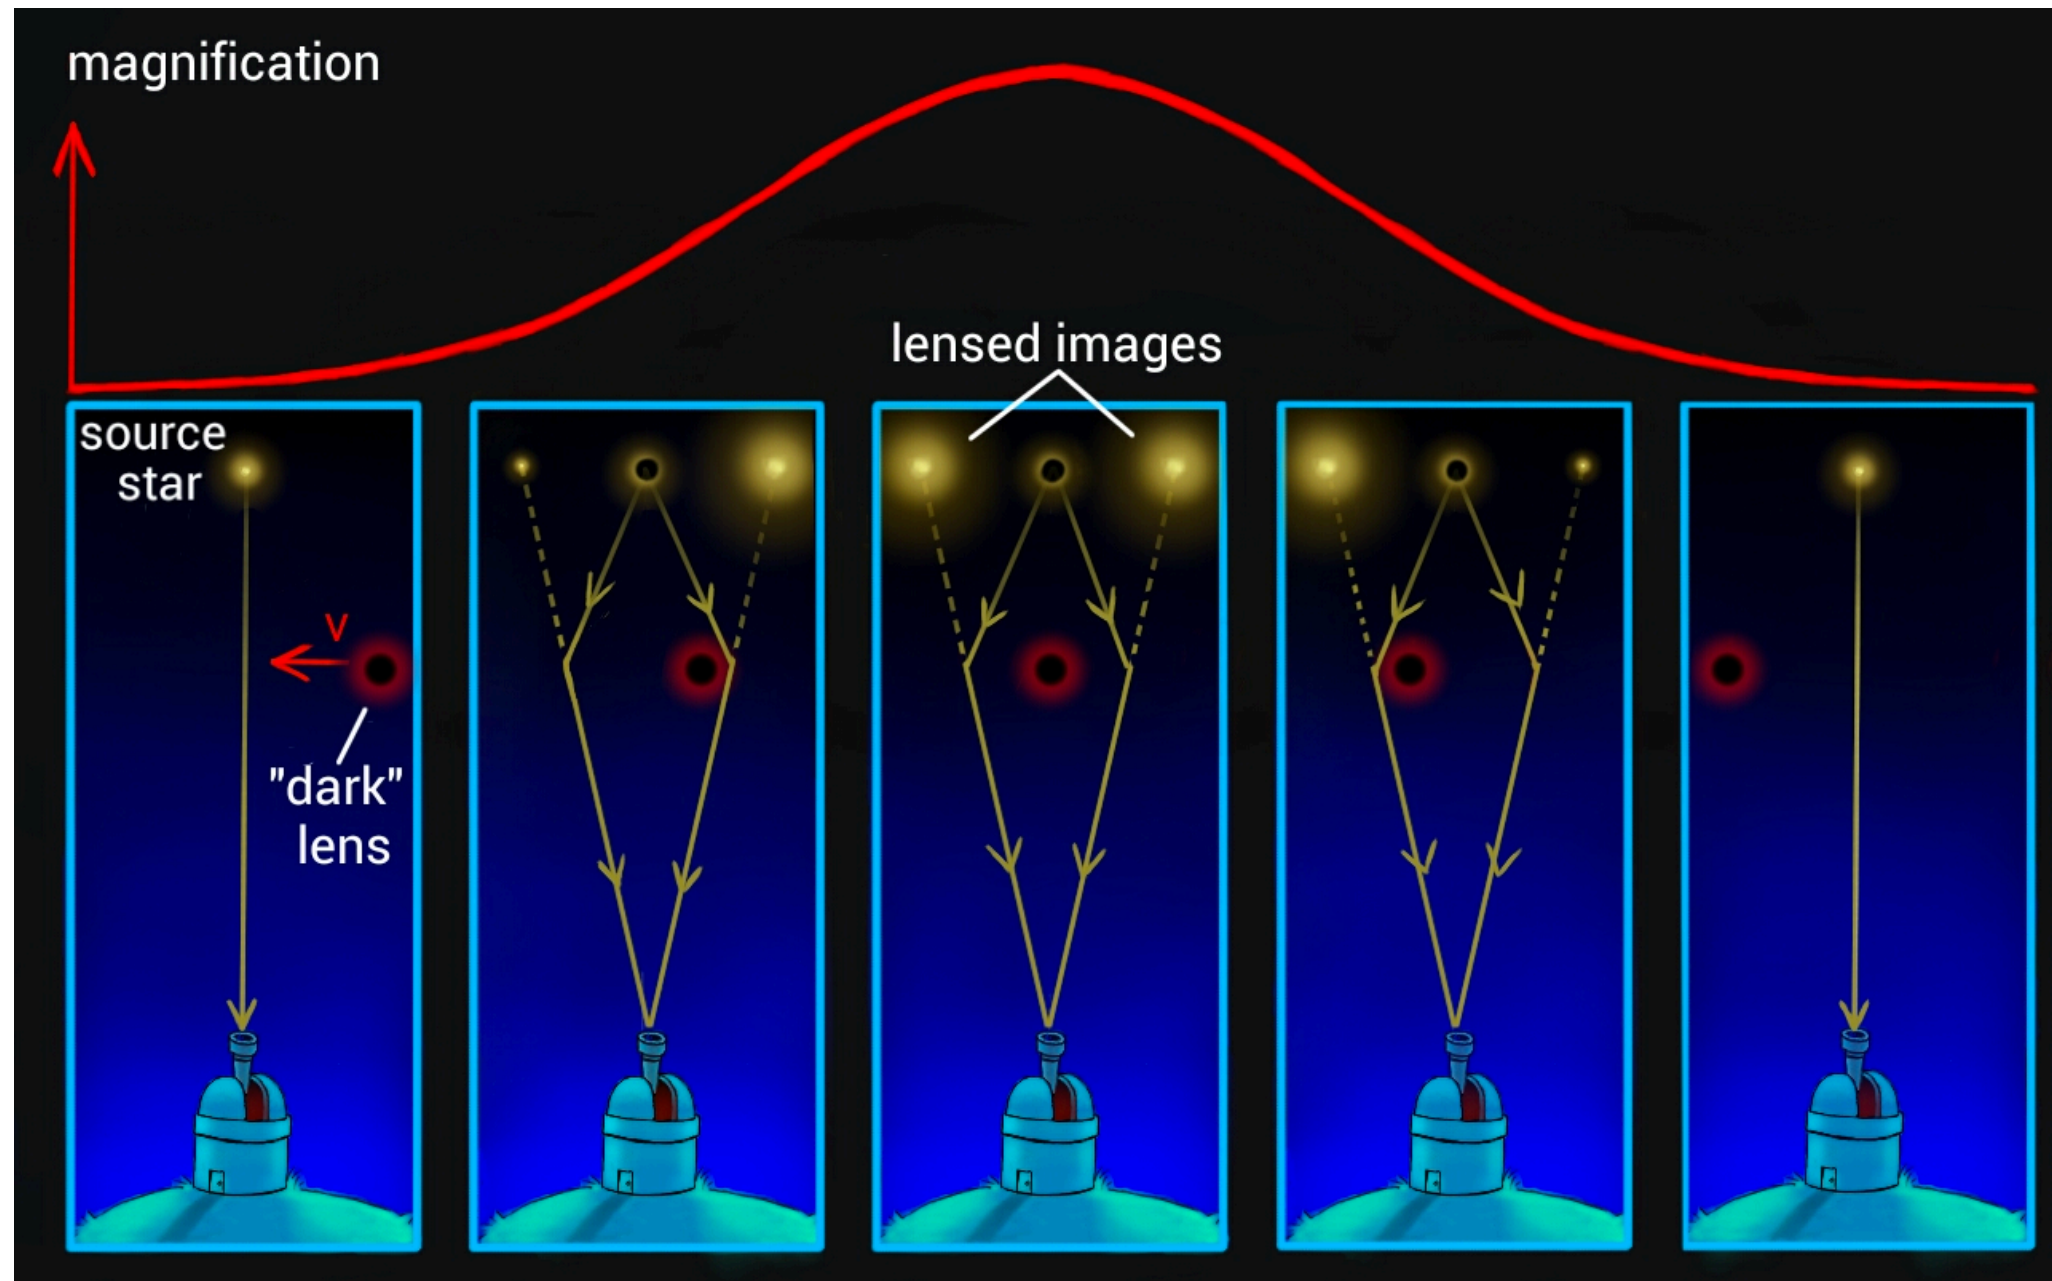 magnification
lensed images
source
star
v
"dark"
lens